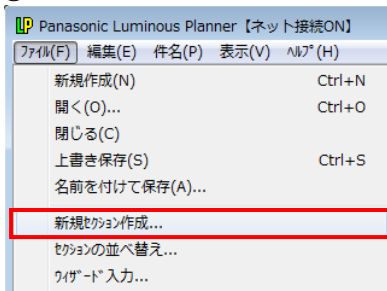 Panasonic Luminous Planner【ネット接続ON】
ﾌｧｲﾙ(F) 編集(E) 件名(P) 表示(V) ﾍﾙﾌﾟ(H)
新規作成(N) Ctrl+N
開く(O)... Ctrl+O
閉じる(C)
上書き保存(S) Ctrl+S
名前を付けて保存(A)...
新規ｾｸｼｮﾝ作成...
ｾｸｼｮﾝの並べ替え...
ｳｨｻﾞｰﾄﾞ入力...